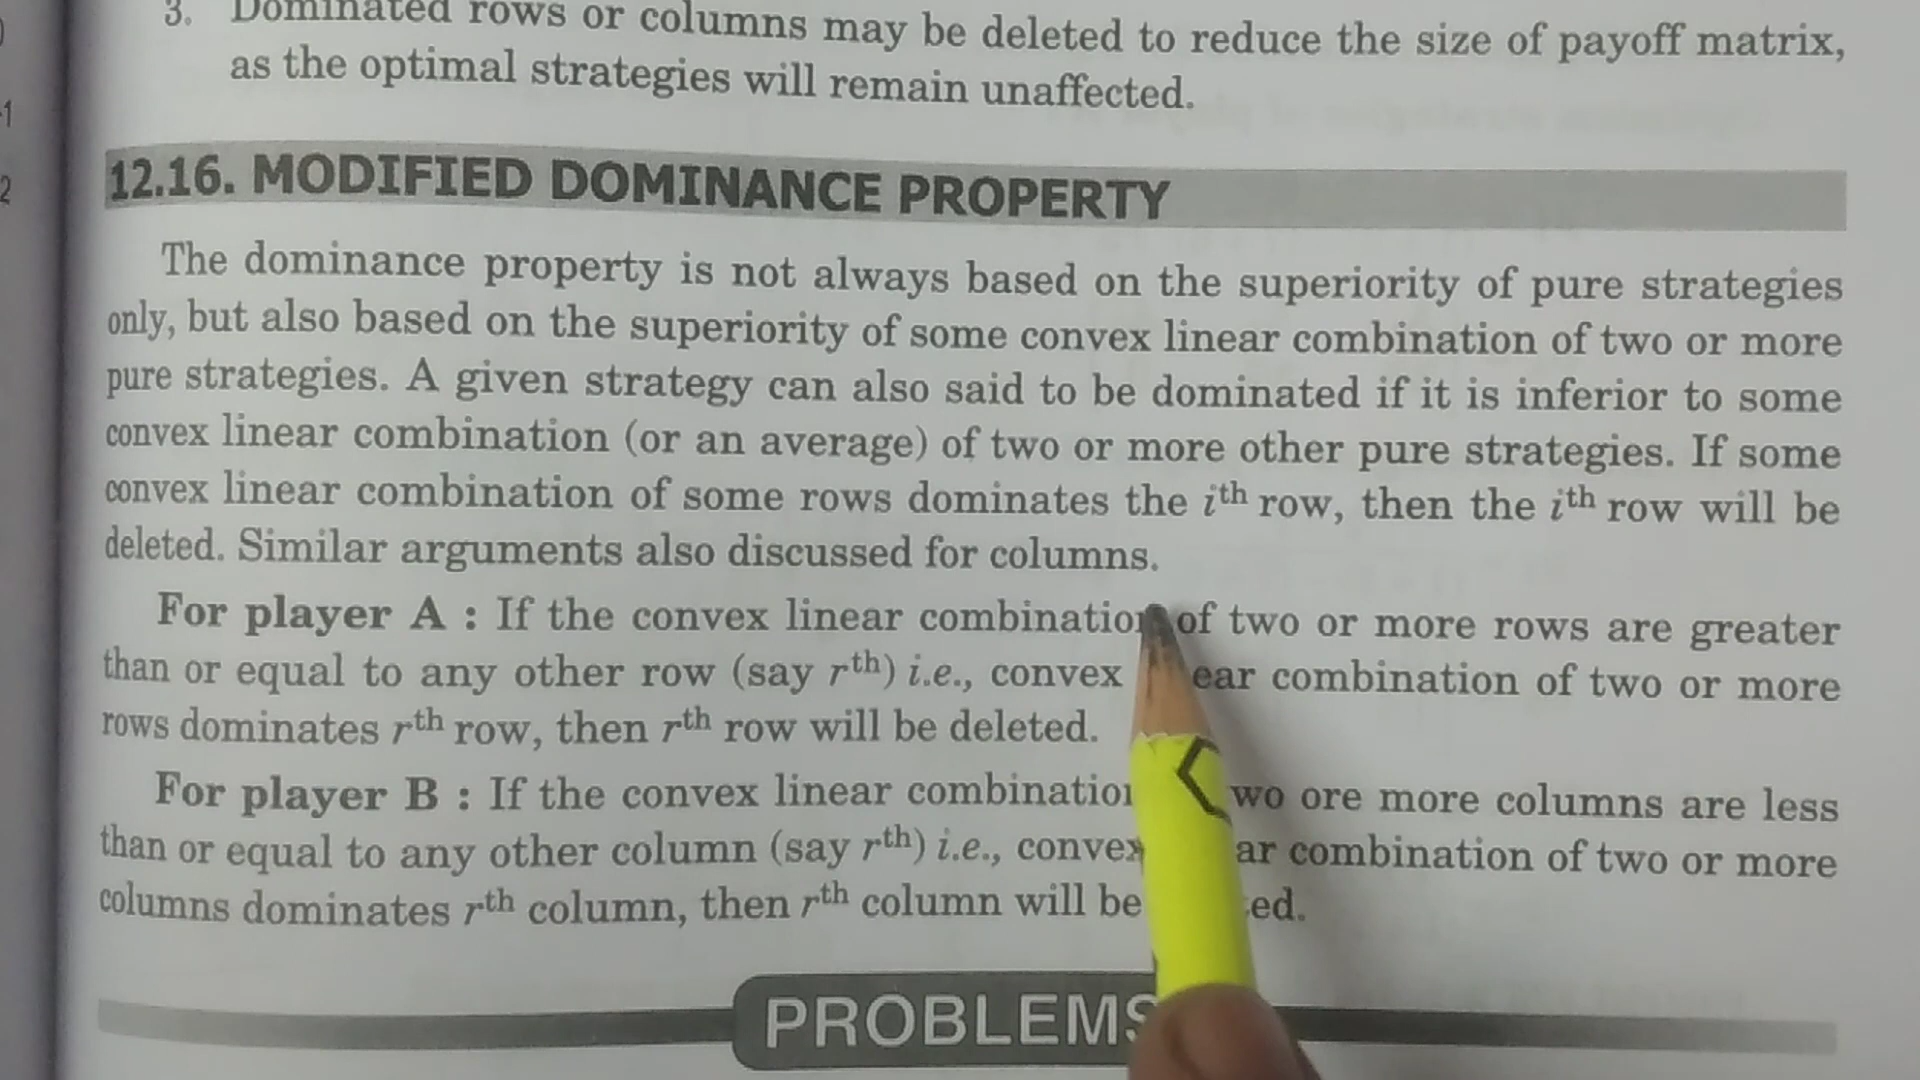 3. Dominated rows or columns may be deleted to reduce the size of payoff matrix,
as the optimal strategies will remain unaffected.
12.16. MODIFIED DOMINANCE PROPERTY
The dominance property is not always based on the superiority of pure strategies
only, but also based on the superiority of some convex linear combination of two or more
pure strategies. A given strategy can also said to be dominated if it is inferior to some
convex linear combination (or an average) of two or more other pure strategies. If some
convex linear combination of some rows dominates the iᵗʰ row, then the iᵗʰ row will be
deleted. Similar arguments also discussed for columns.
For player A : If the convex linear combination of two or more rows are greater
than or equal to any other row (say rᵗʰ) i.e., convex combination of two or more
rows dominates rᵗʰ row, then rᵗʰ row will be deleted.
For player B : If the convex linear combination ore more columns are less
than or equal to any other column (say rᵗʰ) i.e., convex combination of two or more
columns dominates rᵗʰ column, then rᵗʰ column will be
PROBLEMS